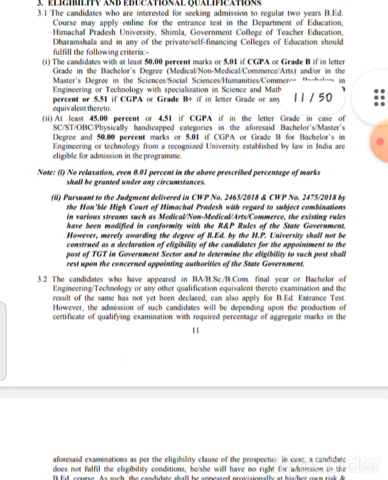 3. ELIGIBILITY AND EDUCATIONAL QUALIFICATIONS
3.1 The candidates who are interested for seeking admission to regular two years B.Ed.
Course may apply online for the entrance test in the Department of Education,
Himachal Pradesh University, Shimla, Government College of Teacher Education,
Dharamshala and in any of the private/self-financing Colleges of Education should
fulfill the following criteria:-
(i) The candidates with at least 50.00 percent marks or 5.01 if CGPA or Grade B if in letter
Grade in the Bachelor's Degree (Medical/Non-Medical/Commerce/Arts) and/or in the
Master's Degree in the Sciences/Social Sciences/Humanities/Commerce in
Engineering or Technology with specialization in Science and Math
percent or 5.51 if CGPA or Grade B+ if in letter Grade or any
equivalent thereto.
11 / 50
(ii) At least 45.00 percent or 4.51 if CGPA if in the letter Grade in case of
SC/ST/OBC/Physically handicapped categories in the aforesaid Bachelor's/Master's
Degree and 50.00 percent marks or 5.01 if CGPA or Grade B for Bachelor's in
Engineering or technology from a recognized University established by law in India are
eligible for admission in the programme.
Note: (i) No relaxation, even 0.01 percent in the above prescribed percentage of marks
shall be granted under any circumstances.
(ii) Pursuant to the Judgment delivered in CWP No. 2465/2018 & CWP No. 2475/2018 by
the Hon'ble High Court of Himachal Pradesh with regard to subject combinations
in various streams such as Medical/Non-Medical/Arts/Commerce, the existing rules
have been modified in conformity with the R&P Rules of the State Government.
However, merely awarding the degree of B.Ed. by the H.P. University shall not be
construed as a declaration of eligibility of the candidates for the appointment to the
post of TGT in Government Sector and to determine the eligibility to such post shall
rest upon the concerned appointing authorities of the State Government.
3.2 The candidates who have appeared in BA/B.Sc./B.Com. final year or Bachelor of
Engineering/Technology or any other qualification equivalent thereto examination and the
result of the same has not yet been declared, can also apply for B.Ed. Entrance Test.
However, the admission of such candidates will be depending upon the production of
certificate of qualifying examination with required percentage of aggregate marks in the
11
aforesaid examinations as per the eligibility clause of the prospectus. In case, a candidate
does not fulfil the eligibility conditions, he/she will have no right for admission to the
B.Ed. course. As such, the candidate shall be appeared provisionally at his/her own risk &